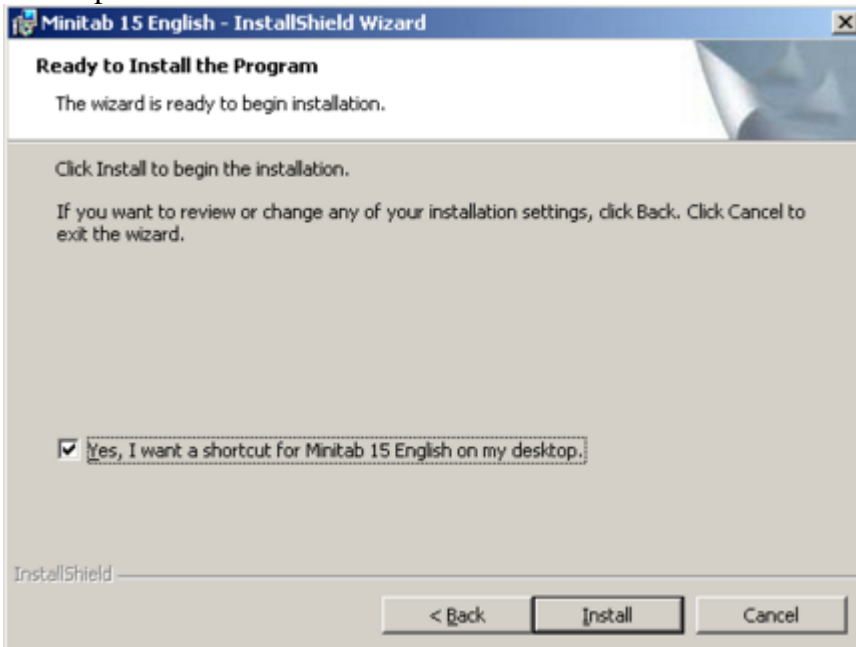 Minitab 15 English - InstallShield Wizard
Ready to Install the Program
The wizard is ready to begin installation.
Click Install to begin the installation.
If you want to review or change any of your installation settings, click Back. Click Cancel to
exit the wizard.
Yes, I want a shortcut for Minitab 15 English on my desktop.
InstallShield
< Back
Install
Cancel